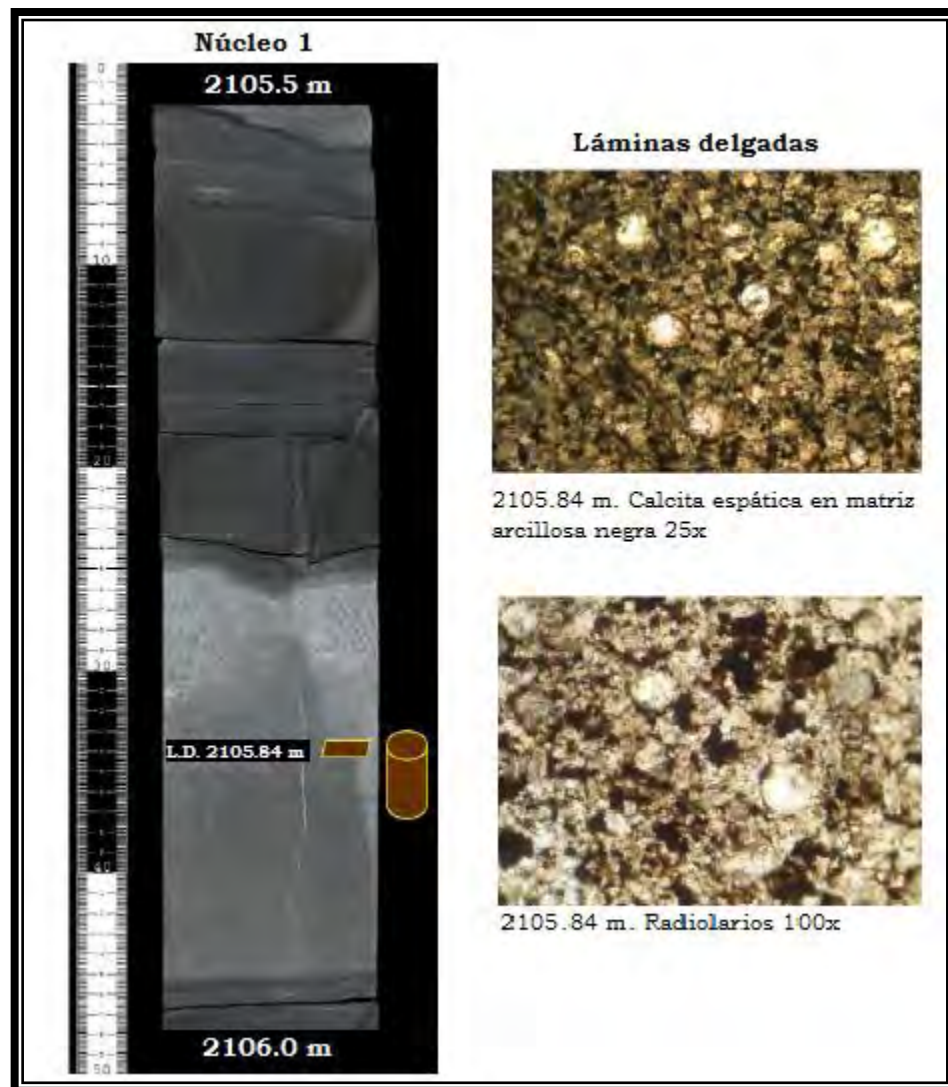 Núcleo 1
2105.5 m
0
10
20
30
40
50
L.D. 2105.84 m
2106.0 m
Láminas delgadas
2105.84 m. Calcita espática en matriz
arcillosa negra 25x
2105.84 m. Radiolarios 100x